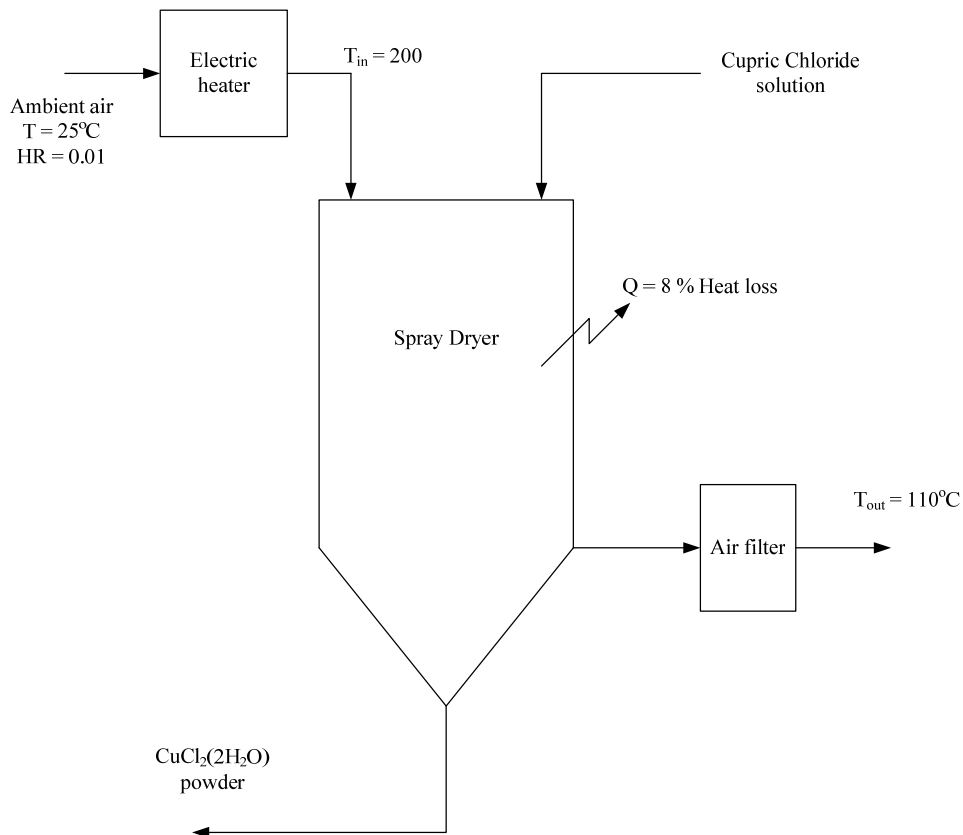 Electric
heater
T_in = 200
Cupric Chloride
solution
Ambient air
T = 25°C
HR = 0.01
Q = 8 % Heat loss
Spray Dryer
T_out = 110°C
Air filter
CuCl₂(2H₂O)
powder